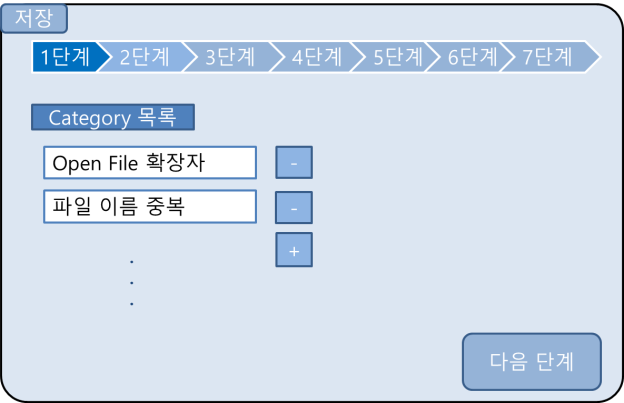 저장
1단계 2단계 3단계 4단계 5단계 6단계 7단계
Category 목록
Open File 확장자 -
파일 이름 중복 -
+
.
.
.
다음 단계